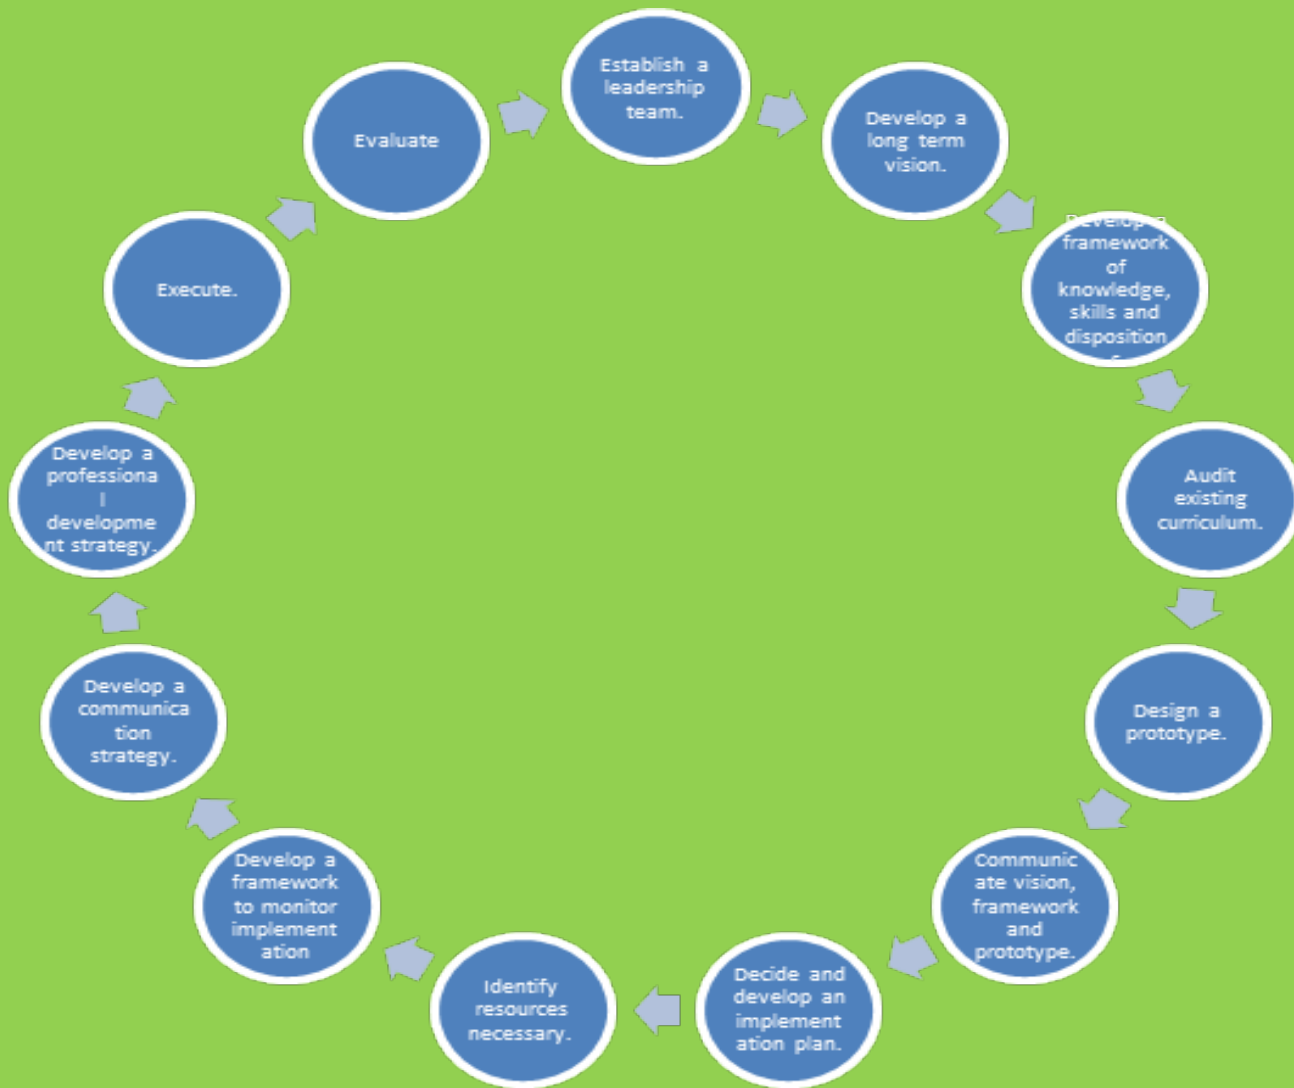 Establish a
leadership
team.
Develop a
long term
vision.
Develop a
framework
of
knowledge,
skills and
disposition
s
Audit
existing
curriculum.
Design a
prototype.
Communic
ate vision,
framework
and
prototype.
Decide and
develop an
implement
ation plan.
Identify
resources
necessary.
Develop a
framework
to monitor
implement
ation
Develop a
communica
tion
strategy.
Develop a
professiona
l
developme
nt strategy.
Execute.
Evaluate